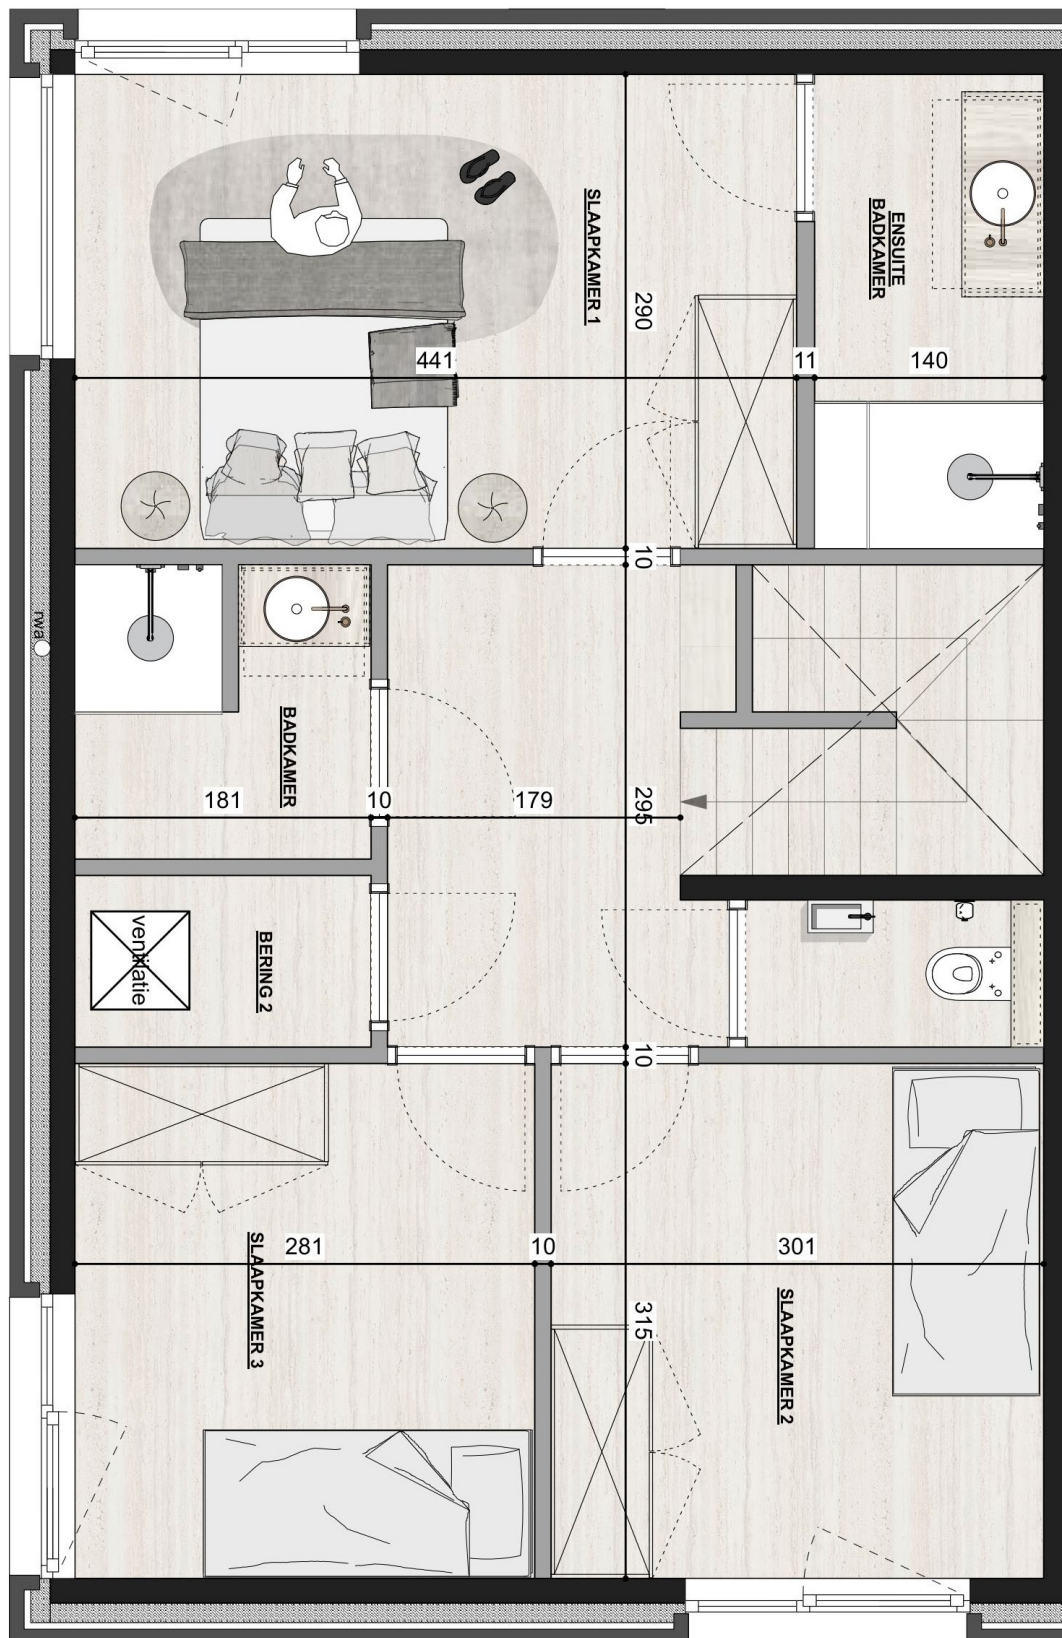 SLAAPKAMER 1
ENSUITE
BADKAMER
290
441
11
140
10
rwa
BADKAMER
181
10
179
295
ventilatie
BERING 2
10
281
10
301
SLAAPKAMER 3
315
SLAAPKAMER 2